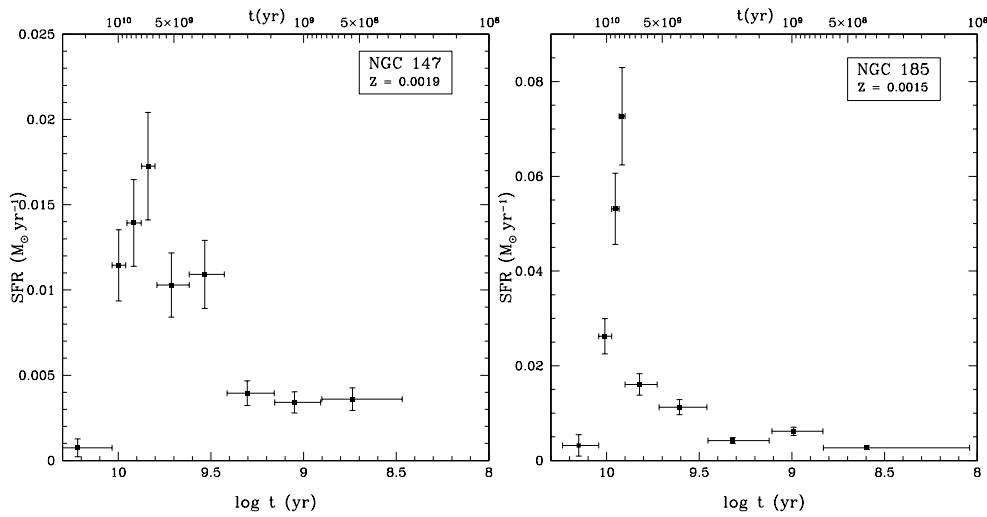 t(yr)
10¹⁰ 5×10⁹ 10⁹ 5×10⁸ 10⁸
0.025
0.02
0.015
0.01
0.005
0
SFR (M⊙ yr⁻¹)
NGC 147
Z = 0.0019
10 9.5 9 8.5 8
log t (yr)
t(yr)
10¹⁰ 5×10⁹ 10⁹ 5×10⁸ 10⁸
0.08
0.06
0.04
0.02
0
SFR (M⊙ yr⁻¹)
NGC 185
Z = 0.0015
10 9.5 9 8.5 8
log t (yr)